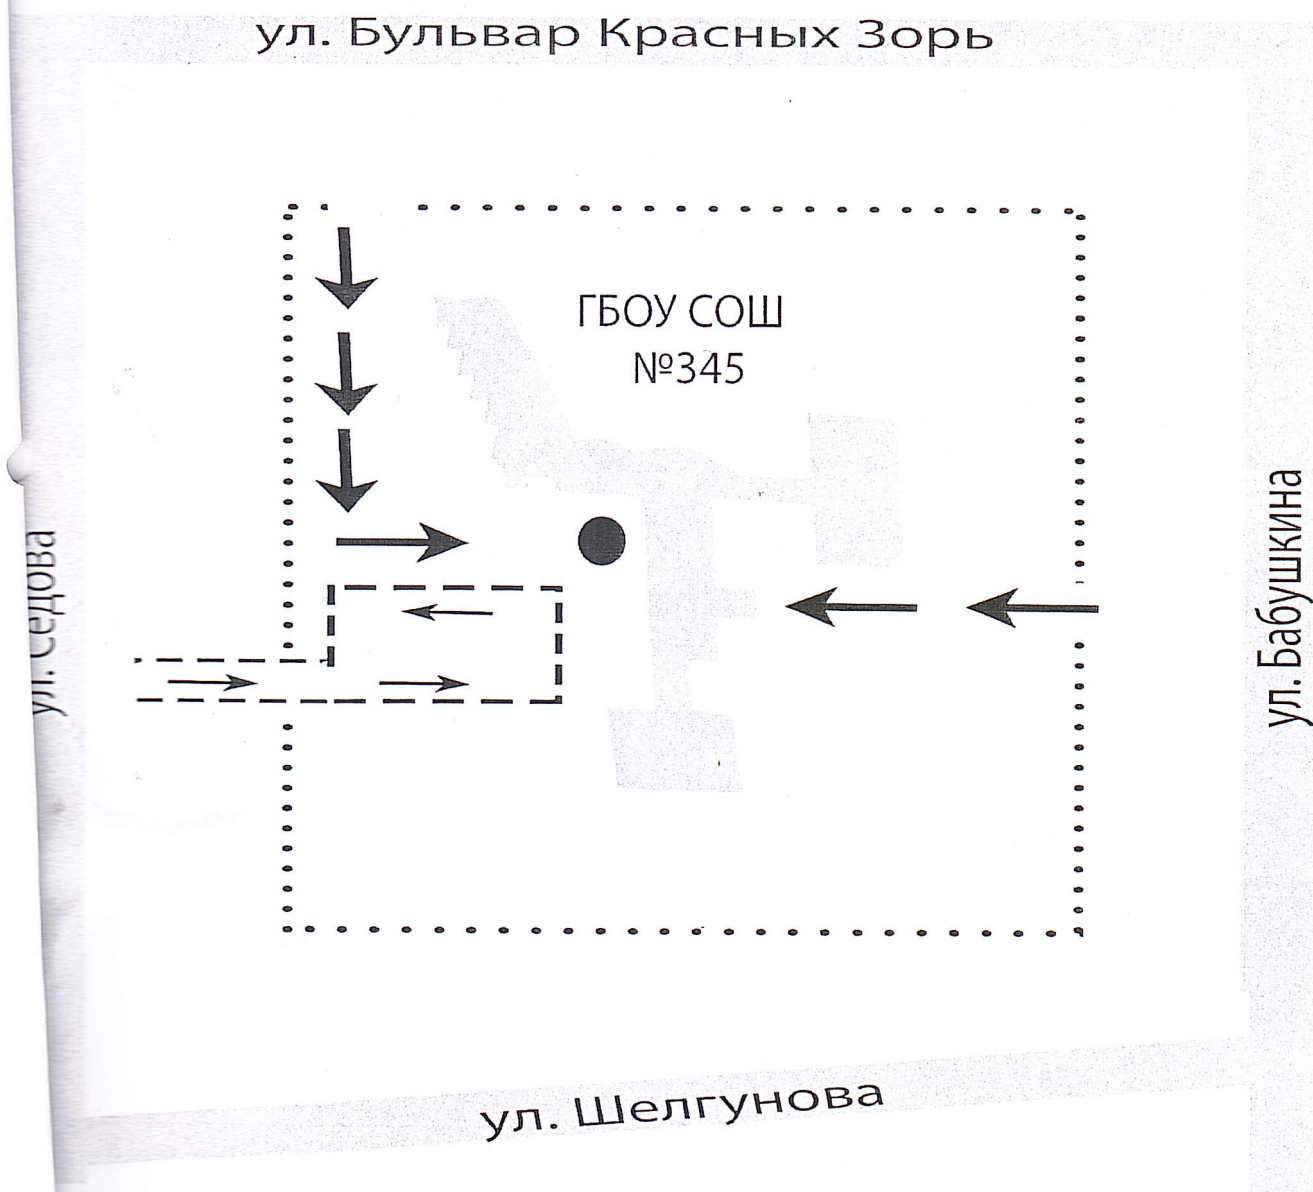 ул. Бульвар Красных Зорь
ГБОУ СОШ
№345
ул. Седова
ул. Бабушкина
ул. Шелгунова